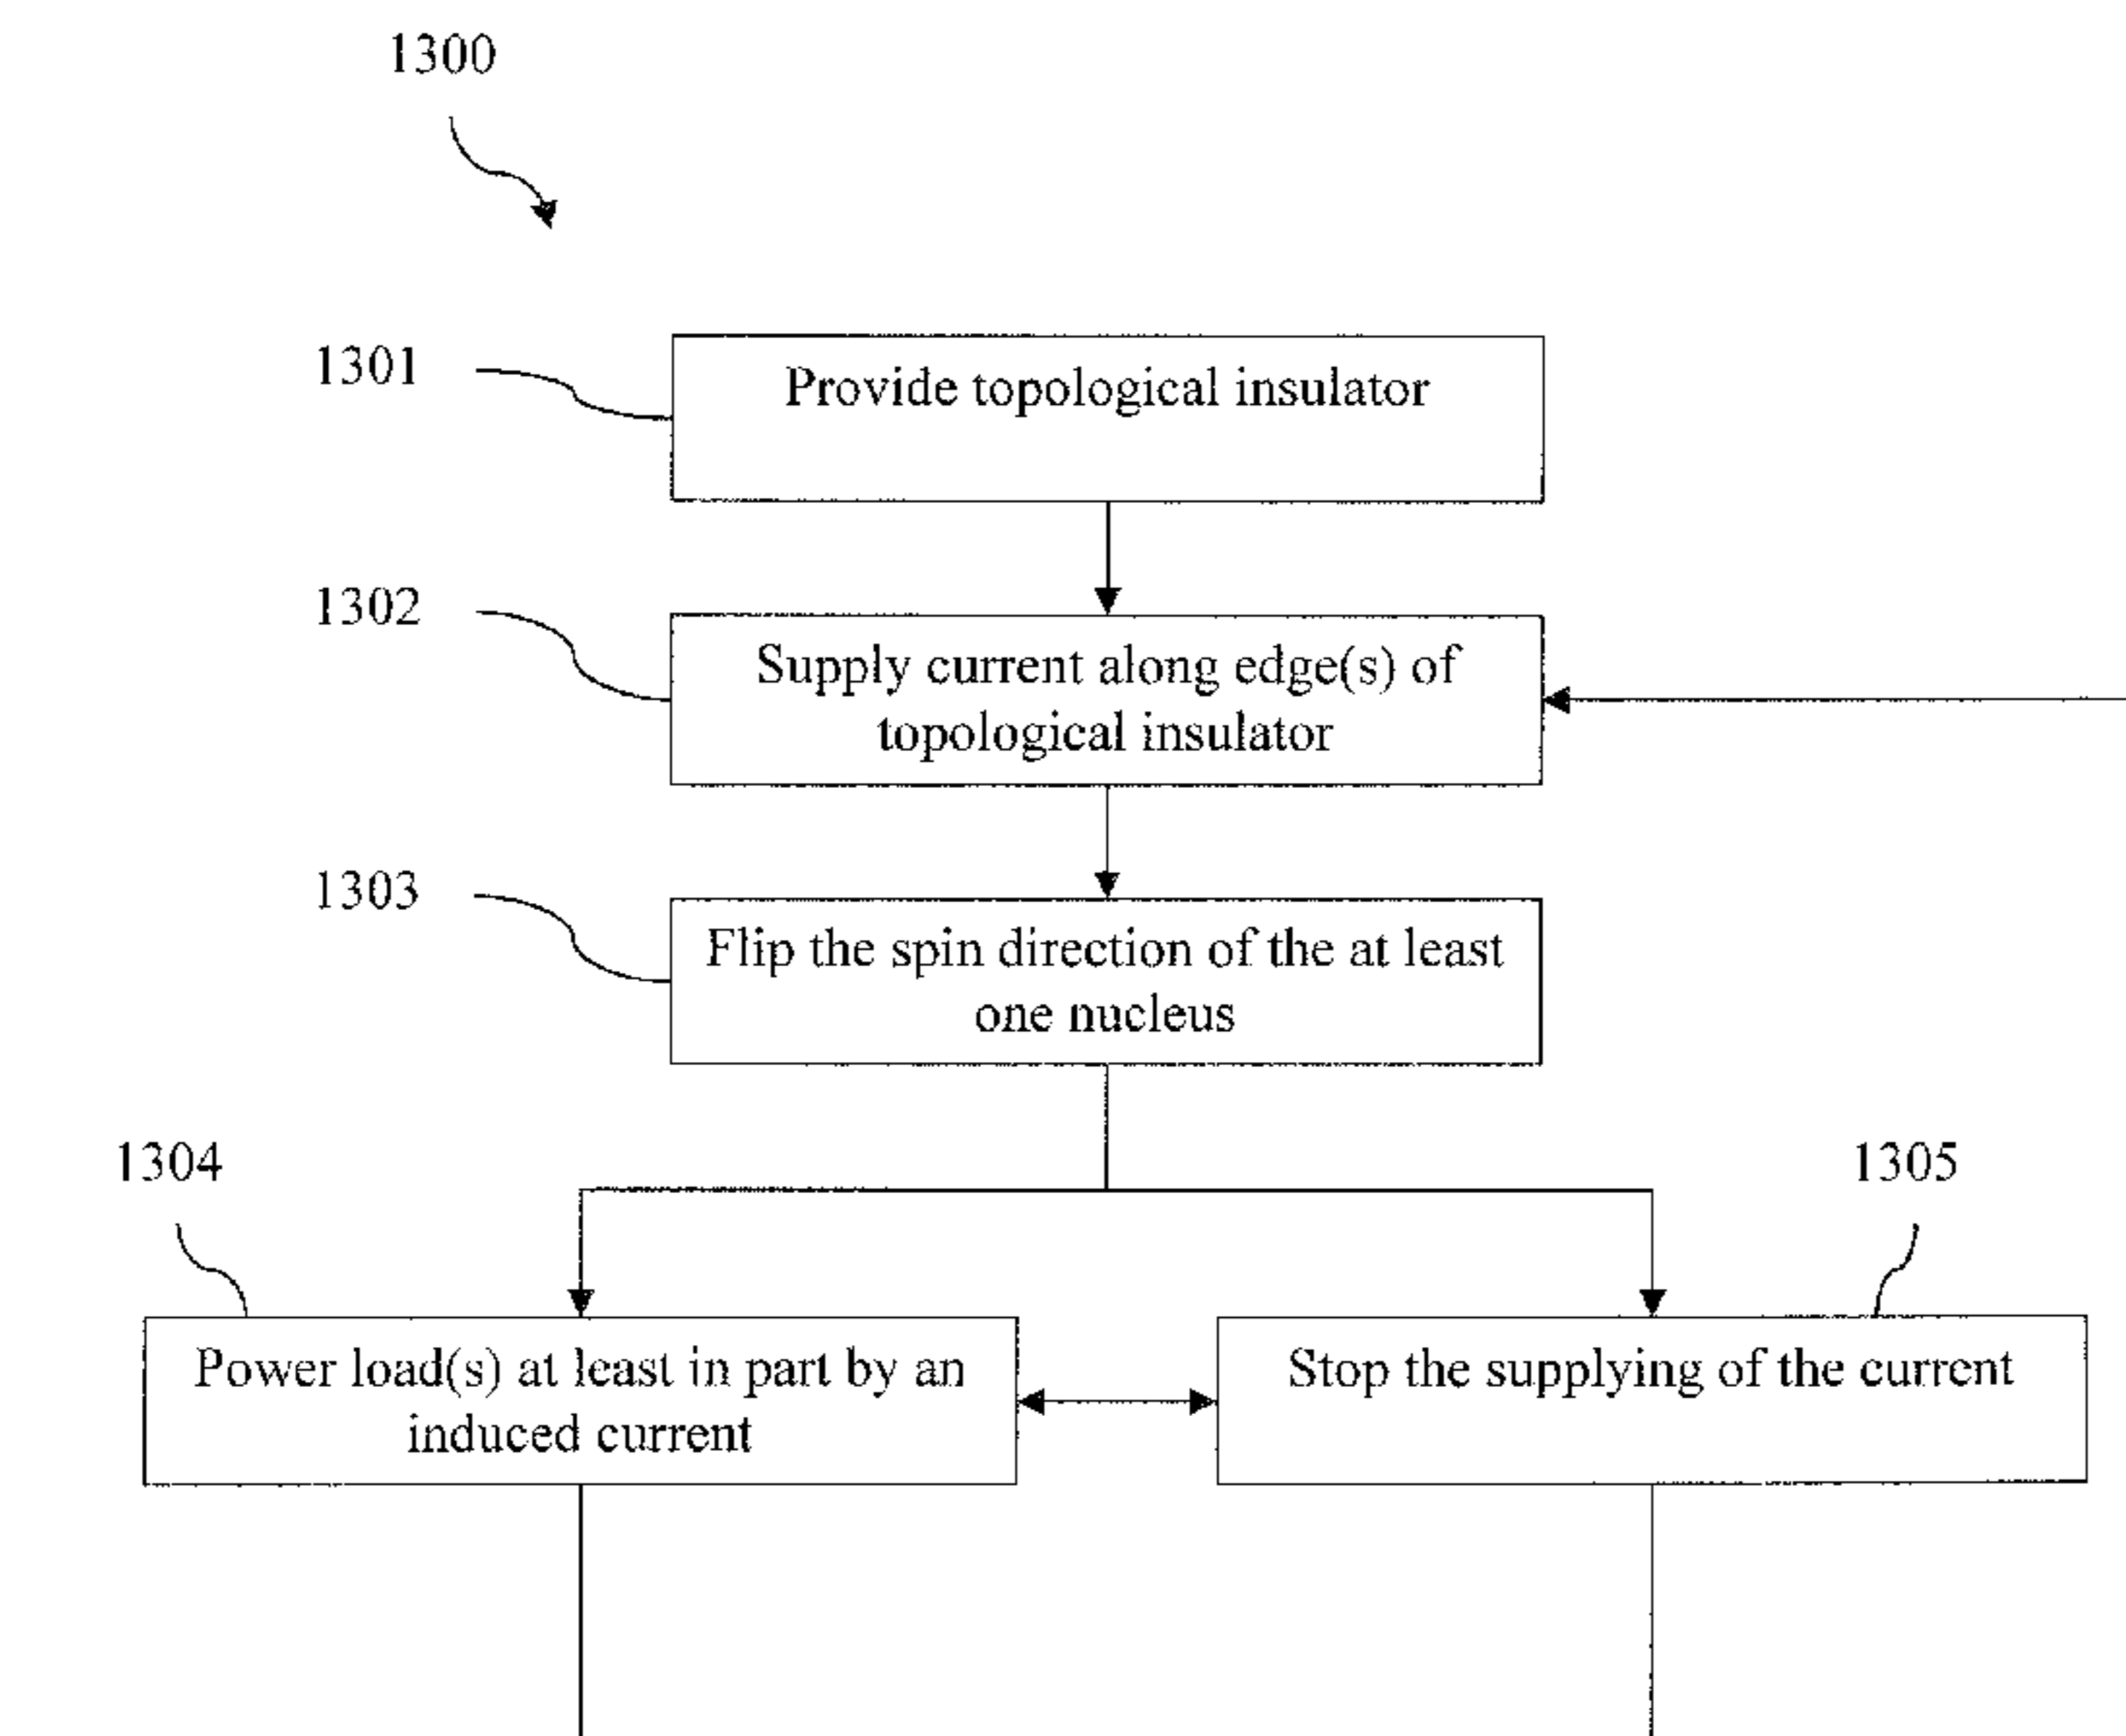 1300
1301
Provide topological insulator
1302
Supply current along edge(s) of
topological insulator
1303
Flip the spin direction of the at least
one nucleus
1304
1305
Power load(s) at least in part by an
induced current
Stop the supplying of the current